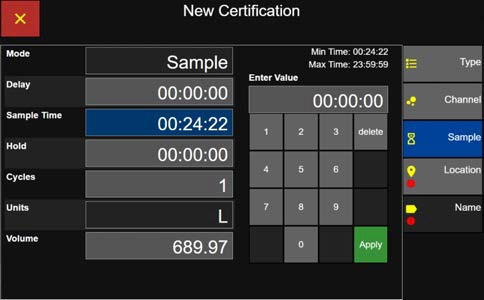 New Certification
Mode
Sample
Delay
00:00:00
Sample Time
00:24:22
Hold
00:00:00
Cycles
1
Units
L
Volume
689.97
Min Time: 00:24:22
Max Time: 23:59:59
Enter Value
00:00:00
1 2 3 delete
4 5 6
7 8 9
0 Apply
Type
Channel
Sample
Location
Name